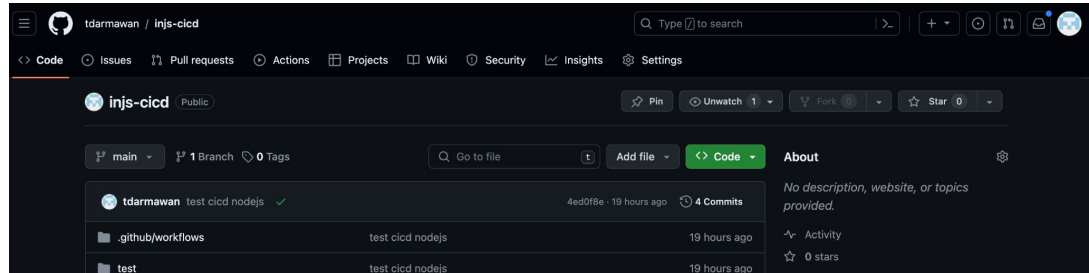 tdarmawan / injs-cicd
Type / to search
Code Issues Pull requests Actions Projects Wiki Security Insights Settings
injs-cicd Public
Pin Unwatch 1 Fork 0 Star 0
main 1 Branch 0 Tags Go to file t Add file Code About
No description, website, or topics
provided.
tdarmawan test cicd nodejs 4ed0f8e · 19 hours ago 4 Commits
.github/workflows test cicd nodejs 19 hours ago
Activity
test test cicd nodejs 19 hours ago
0 stars